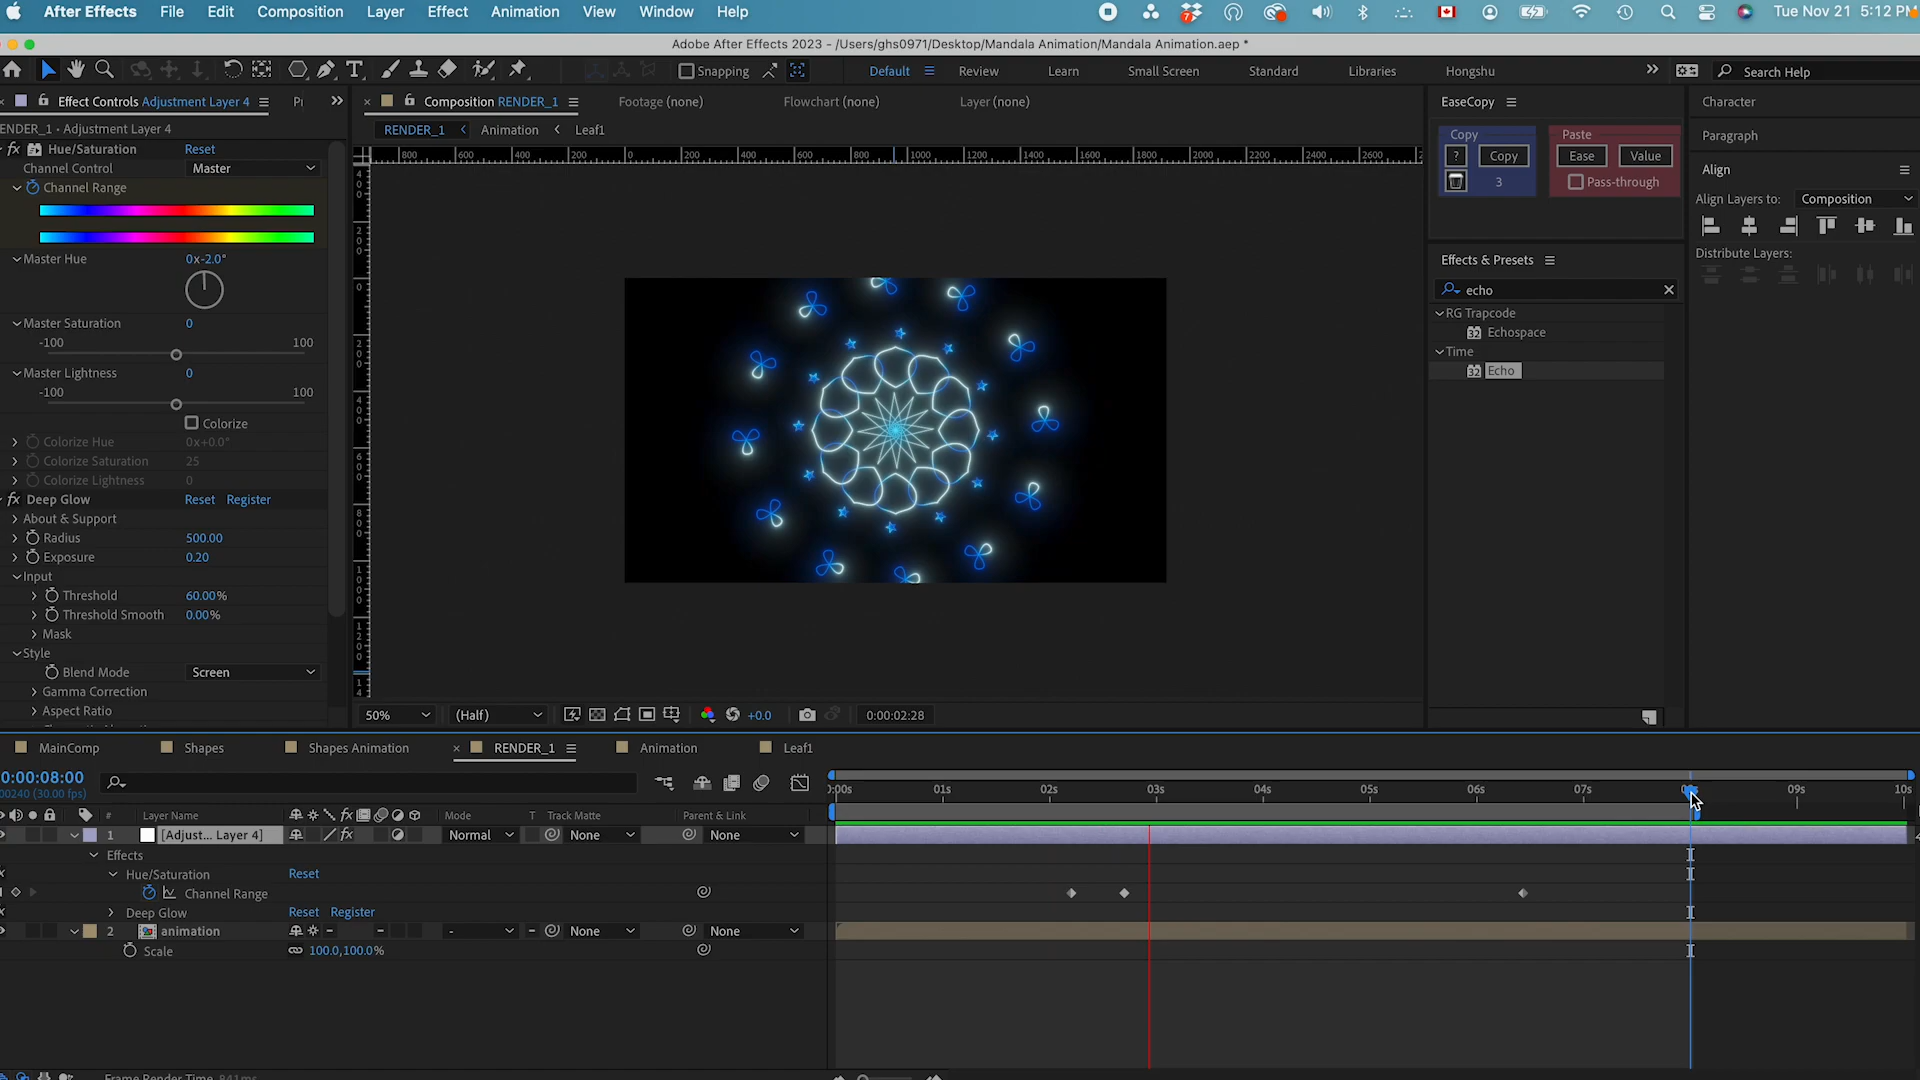 After Effects File Edit Composition Layer Effect Animation View Window Help 7 Tue Nov 21 5:12 PM
Adobe After Effects 2023 - /Users/ghs0971/Desktop/Mandala Animation/Mandala Animation.aep *
T Snapping Default Review Learn Small Screen Standard Libraries Hongshu Search Help
Effect Controls Adjustment Layer 4 Composition RENDER_1 Footage (none) Flowchart (none) Layer (none) EaseCopy Character
ENDER_1 • Adjustment Layer 4 RENDER_1 Animation Leaf1 Copy Paste Paragraph
fx Hue/Saturation Reset ? Copy Ease Value
Channel Control Master Align
Channel Range 3 Pass-through
Align Layers to: Composition
Distribute Layers:
Master Hue 0x-2.0° Effects & Presets
echo
RG Trapcode
Echospace
Time
Echo
Master Saturation 0
-100 100
Master Lightness 0
-100 100
Colorize
Colorize Hue 0x+0.0°
Colorize Saturation 25
Colorize Lightness 0
fx Deep Glow Reset Register
About & Support
Radius 500.00
Exposure 0.20
Input
Threshold 60.00%
Threshold Smooth 0.00%
Mask
Style
Blend Mode Screen
Gamma Correction
Aspect Ratio
50% (Half) +0.0 0:00:02:28
MainComp Shapes Shapes Animation RENDER_1 Animation Leaf1
0:00:08:00
00240 (30.00 fps) :00s 01s 02s 03s 04s 05s 06s 07s 09s 10s
# Layer Name Mode T Track Matte Parent & Link
1 [Adjust... Layer 4] fx Normal None None
Effects
Hue/Saturation Reset
Channel Range
Deep Glow Reset Register
2 animation - None None
Scale 100.0,100.0%
Frame Render Time 841ms